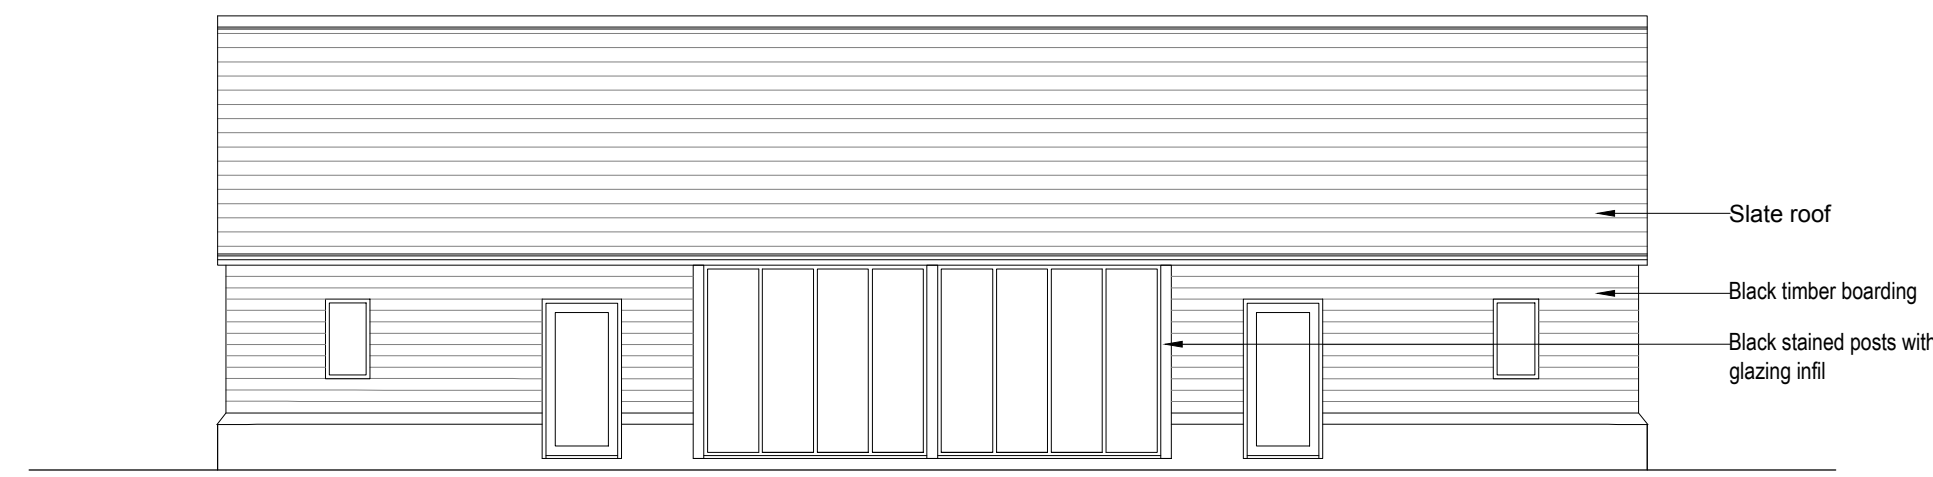 Slate roof
Black timber boarding
Black stained posts with
glazing infil